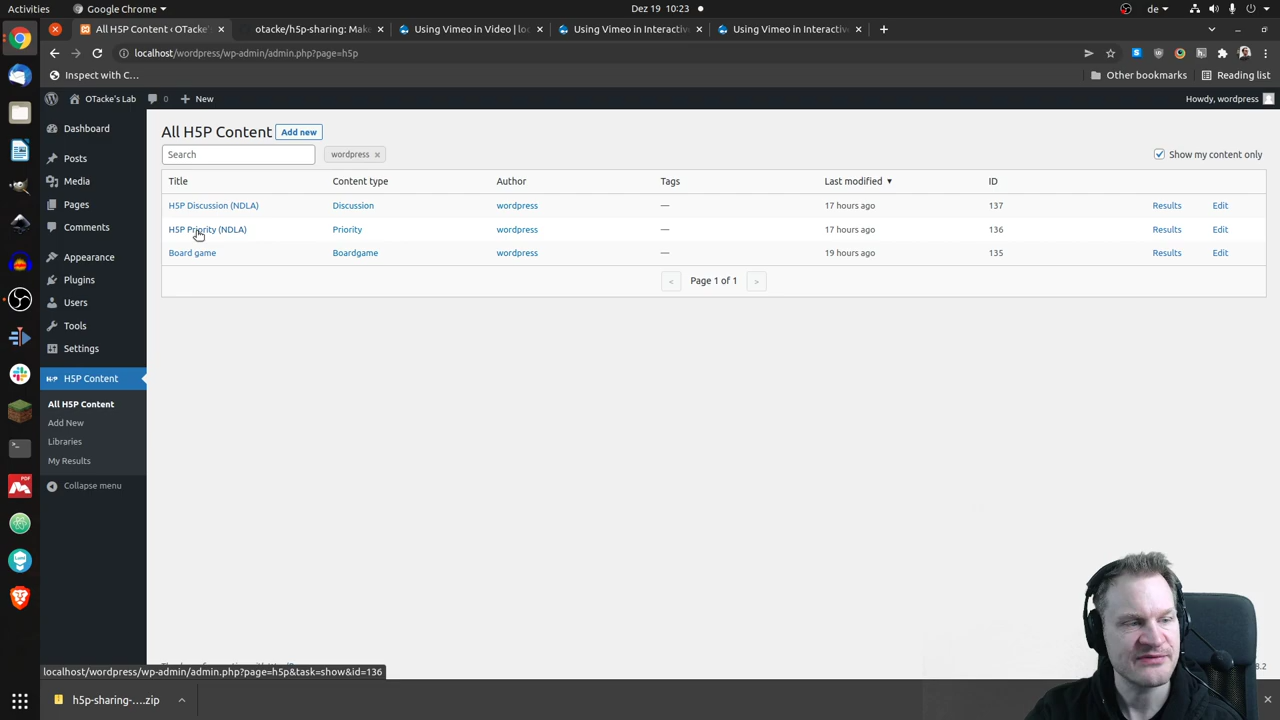 Activities
Google Chrome
Dez 19 10:23
de
All H5P Content ‹ OTacke's
otacke/h5p-sharing: Make
Using Vimeo in Video | loc
Using Vimeo in Interactive
Using Vimeo in Interactive
localhost/wordpress/wp-admin/admin.php?page=h5p
Inspect with C...
Other bookmarks
Reading list
OTacke's Lab
0
New
Howdy, wordpress
Dashboard
Posts
Media
Pages
Comments
Appearance
Plugins
Users
Tools
Settings
H5P Content
All H5P Content
Add New
Libraries
My Results
Collapse menu
All H5P Content Add new
Search
wordpress ×
Show my content only
Title Content type Author Tags Last modified ▼ ID
H5P Discussion (NDLA) Discussion wordpress — 17 hours ago 137 Results Edit
H5P Priority (NDLA) Priority wordpress — 17 hours ago 136 Results Edit
Board game Boardgame wordpress — 19 hours ago 135 Results Edit
< Page 1 of 1 >
localhost/wordpress/wp-admin/admin.php?page=h5p&task=show&id=136
h5p-sharing-....zip